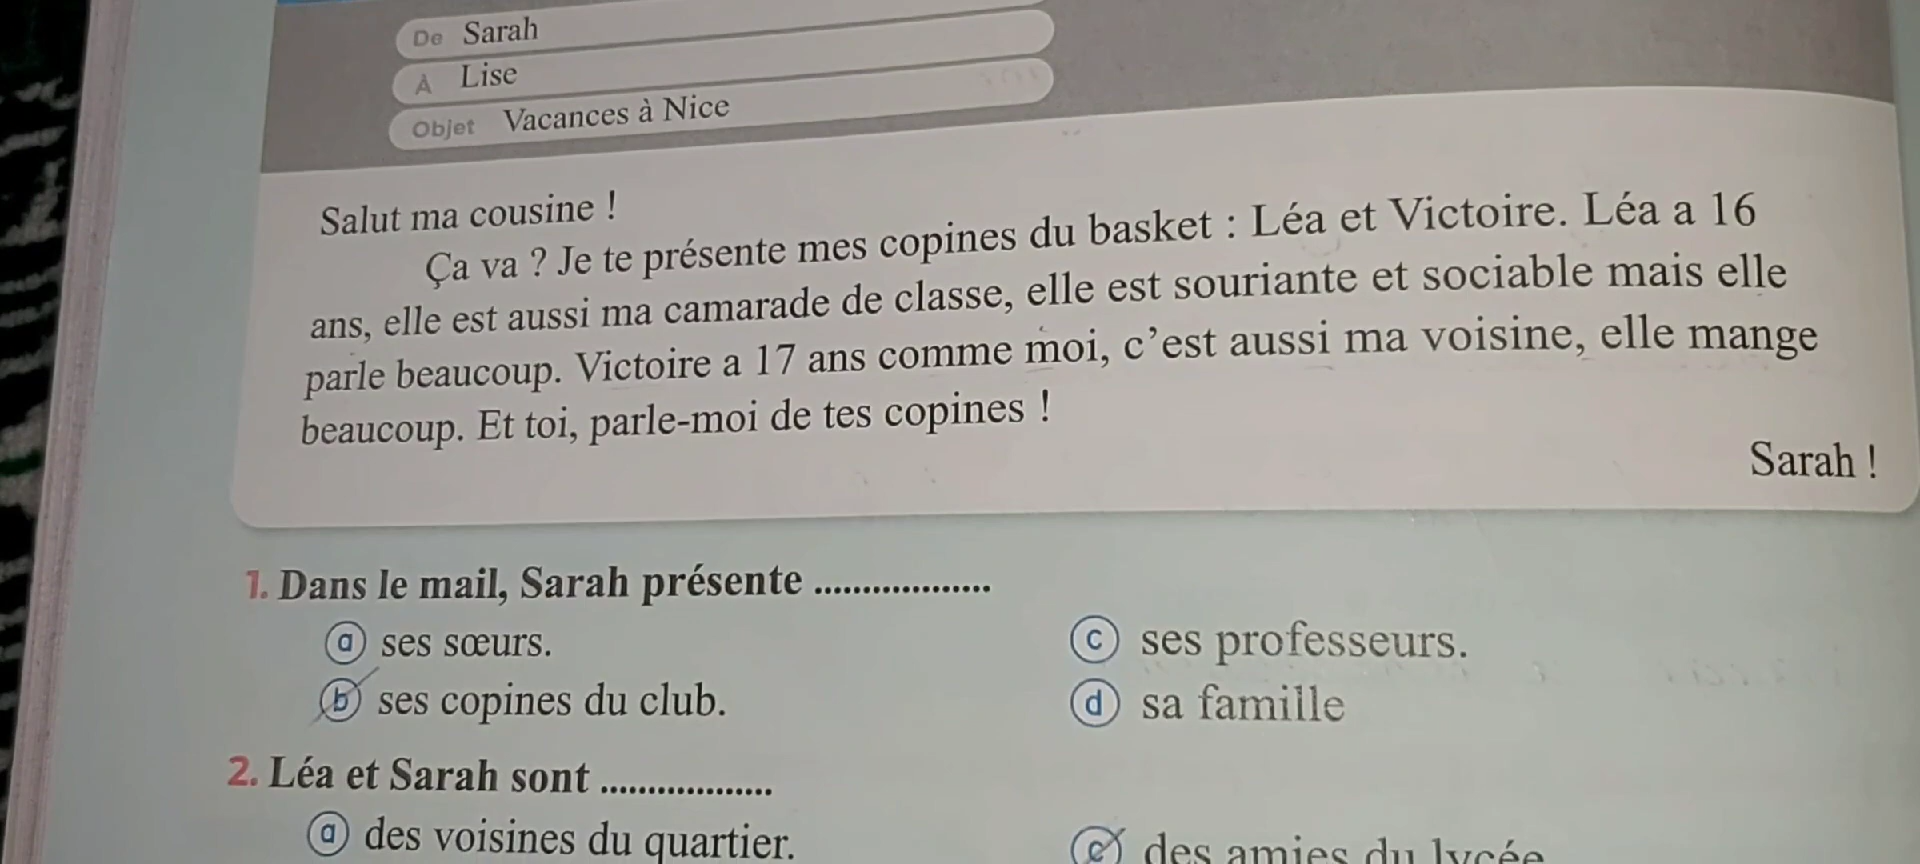 De Sarah
À Lise
Objet Vacances à Nice
Salut ma cousine !
Ça va ? Je te présente mes copines du basket : Léa et Victoire. Léa a 16
ans, elle est aussi ma camarade de classe, elle est souriante et sociable mais elle
parle beaucoup. Victoire a 17 ans comme moi, c’est aussi ma voisine, elle mange
beaucoup. Et toi, parle-moi de tes copines !
Sarah !
1. Dans le mail, Sarah présente ..................
a ses sœurs.
c ses professeurs.
b ses copines du club.
d sa famille
2. Léa et Sarah sont ..................
a des voisines du quartier.
c des amies du lycée